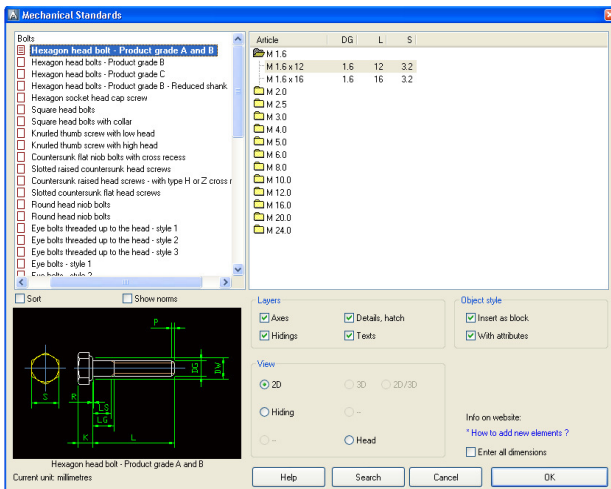 Mechanical Standards
Bolts
Hexagon head bolt - Product grade A and B
Hexagon head bolts - Product grade B
Hexagon head bolts - Product grade C
Hexagon head bolts - Product grade B - Reduced shank
Hexagon socket head cap screw
Square head bolts
Square head bolts with collar
Knurled thumb screw with low head
Knurled thumb screw with high head
Countersunk flat niob bolts with cross recess
Slotted raised countersunk head screws
Countersunk raised head screws - with type H or Z cross r
Slotted countersunk flat head screws
Round head niob bolts
Round head niob bolts
Eye bolts threaded up to the head - style 1
Eye bolts threaded up to the head - style 2
Eye bolts threaded up to the head - style 3
Eye bolts - style 1
Eye bolts - style 2
Article DG L S
M 1.6
M 1.6 x 12 1.6 12 3.2
M 1.6 x 16 1.6 16 3.2
M 2.0
M 2.5
M 3.0
M 4.0
M 5.0
M 6.0
M 8.0
M 10.0
M 12.0
M 16.0
M 20.0
M 24.0
Sort Show norms
P
DG
DW
S
R
LS
LG
K
L
Hexagon head bolt - Product grade A and B
Current unit: millimetres
Layers
Axes Details, hatch
Hidings Texts
Object style
Insert as block
With attributes
View
2D 3D 2D/3D
Hiding -
- Head
Info on website:
" How to add new elements ?
Enter all dimensions
Help Search Cancel OK